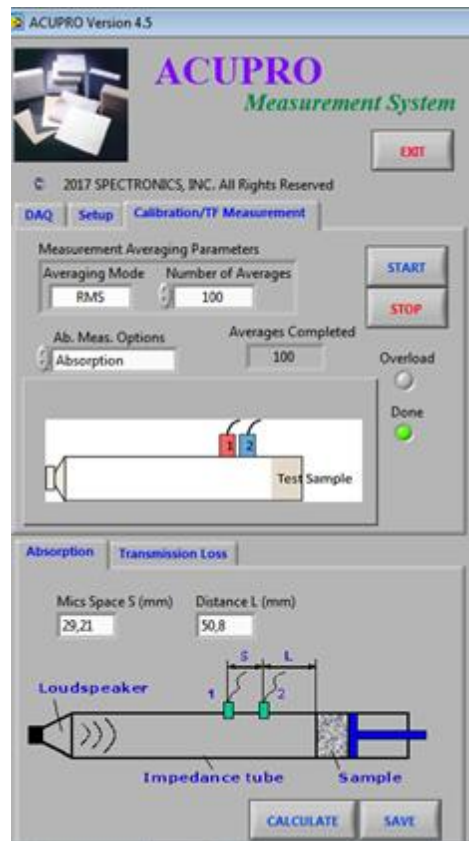 ACUPRO Version 4.5
ACUPRO
Measurement System
EXIT
© 2017 SPECTRONICS, INC. All Rights Reserved
DAQ Setup Calibration/TF Measurement
Measurement Averaging Parameters
Averaging Mode Number of Averages
RMS 100
START
STOP
Ab. Meas. Options Averages Completed
Absorption 100
Overload
Done
1 2
Test Sample
Absorption Transmission Loss
Mics Space S (mm) Distance L (mm)
29,21 50,8
S L
Loudspeaker 1 2
Impedance tube Sample
CALCULATE SAVE